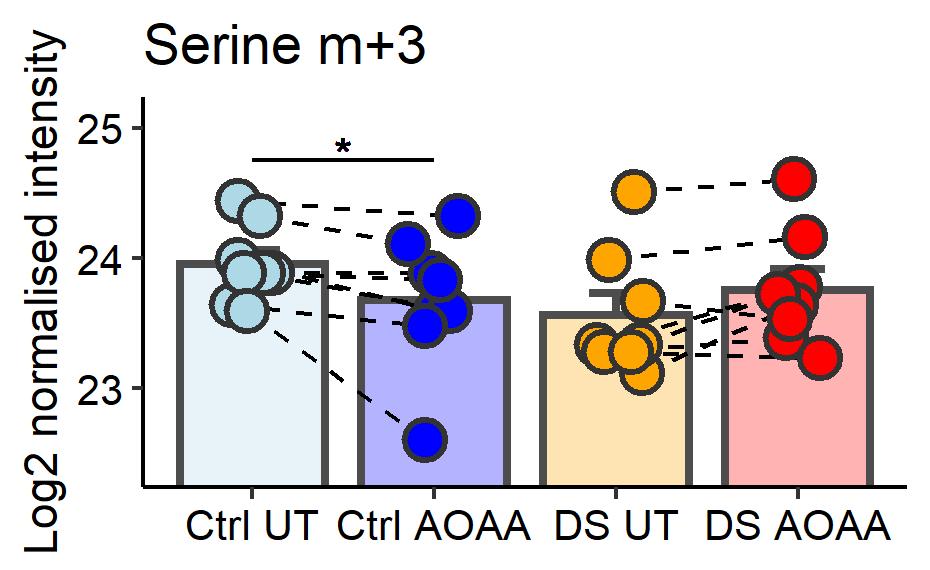 Serine m+3
Log2 normalised intensity
25
24
23
*
Ctrl UT
Ctrl AOAA
DS UT
DS AOAA